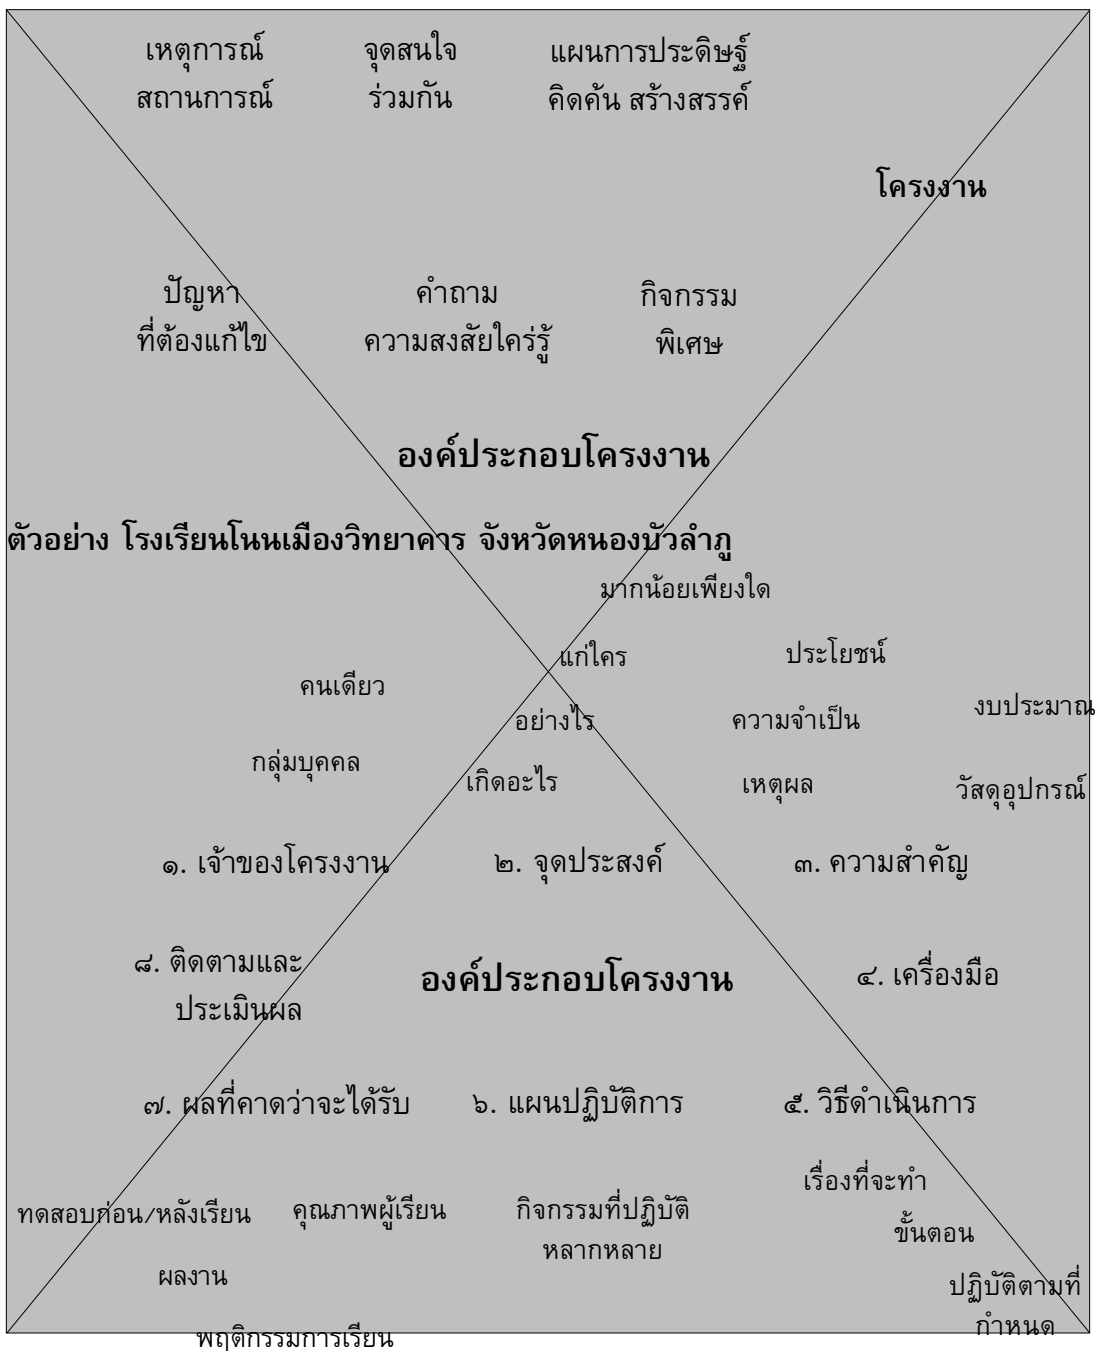 เหตุการณ์ จุดสนใจ แผนการประดิษฐ์
สถานการณ์ ร่วมกัน คิดค้น สร้างสรรค์
โครงงาน
ปัญหา คำถาม กิจกรรม
ที่ต้องแก้ไข ความสงสัยใคร่รู้ พิเศษ
องค์ประกอบโครงงาน
ตัวอย่าง โรงเรียนโนนเมืองวิทยาคาร จังหวัดหนองบัวลำภู
มากน้อยเพียงใด
แก่ใคร ประโยชน์
คนเดียว งบประมาณ
อย่างไร ความจำเป็น
กลุ่มบุคคล เกิดอะไร เหตุผล วัสดุอุปกรณ์
๑. เจ้าของโครงงาน ๒. จุดประสงค์ ๓. ความสำคัญ
๘. ติดตามและ องค์ประกอบโครงงาน ๔. เครื่องมือ
ประเมินผล
๗. ผลที่คาดว่าจะได้รับ ๖. แผนปฏิบัติการ ๕. วิธีดำเนินการ
เรื่องที่จะทำ
ทดสอบก่อน/หลังเรียน คุณภาพผู้เรียน กิจกรรมที่ปฏิบัติ
ขั้นตอน
หลากหลาย
ผลงาน ปฏิบัติตามที่
กำหนด
พฤติกรรมการเรียน